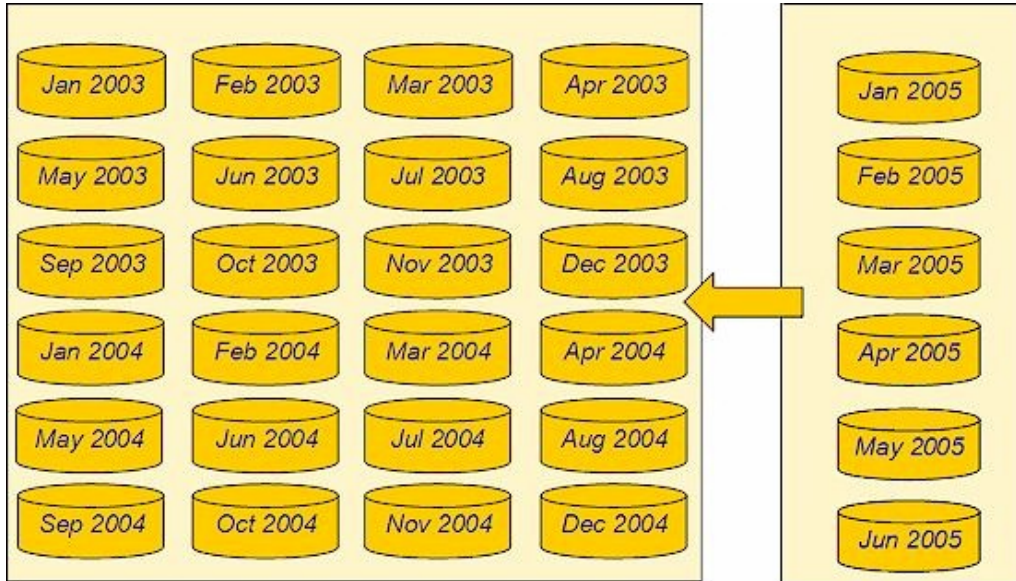 Jan 2003
Feb 2003
Mar 2003
Apr 2003
May 2003
Jun 2003
Jul 2003
Aug 2003
Sep 2003
Oct 2003
Nov 2003
Dec 2003
Jan 2004
Feb 2004
Mar 2004
Apr 2004
May 2004
Jun 2004
Jul 2004
Aug 2004
Sep 2004
Oct 2004
Nov 2004
Dec 2004
Jan 2005
Feb 2005
Mar 2005
Apr 2005
May 2005
Jun 2005